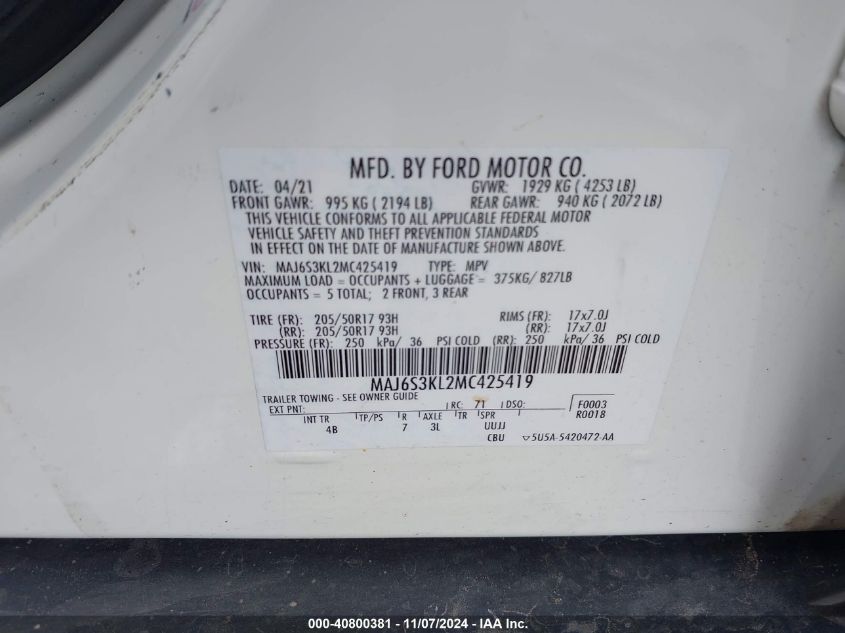 MFD. BY FORD MOTOR CO.
DATE: 04/21 GVWR: 1929 KG ( 4253 LB)
FRONT GAWR: 995 KG ( 2194 LB) REAR GAWR: 940 KG ( 2072 LB)
THIS VEHICLE CONFORMS TO ALL APPLICABLE FEDERAL MOTOR
VEHICLE SAFETY AND THEFT PREVENTION STANDARDS
IN EFFECT ON THE DATE OF MANUFACTURE SHOWN ABOVE.
VIN: MAJ6S3KL2MC425419 TYPE: MPV
MAXIMUM LOAD = OCCUPANTS + LUGGAGE = 375KG/ 827LB
OCCUPANTS = 5 TOTAL; 2 FRONT, 3 REAR
TIRE (FR): 205/50R17 93H RIMS (FR): 17x7.0J
(RR): 205/50R17 93H (RR): 17x7.0J
PRESSURE (FR): 250 kPa/ 36 PSI COLD (RR): 250 kPa/ 36 PSI COLD
MAJ6S3KL2MC425419
TRAILER TOWING - SEE OWNER GUIDE
EXT PNT: RC: 71 DSO: F0003
R0018
INT TR TP/PS R AXLE TR SPR
4B 7 3L UUJJ
CBU 5U5A-5420472-AA
000-40800381 - 11/07/2024 - IAA Inc.